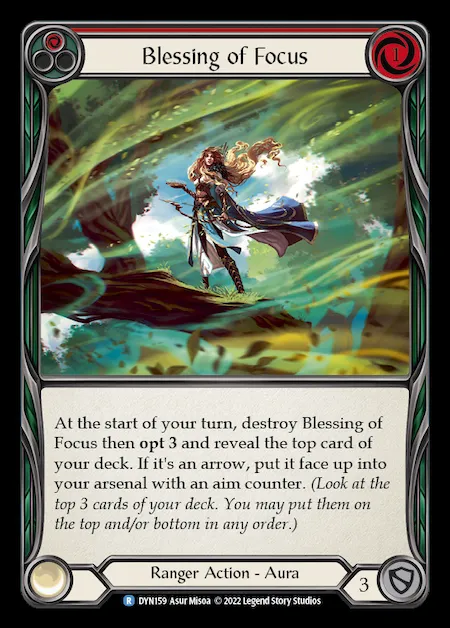 Blessing of Focus
1
At the start of your turn, destroy Blessing of
Focus then opt 3 and reveal the top card of
your deck. If it's an arrow, put it face up into
your arsenal with an aim counter. (Look at the
top 3 cards of your deck. You may put them on
the top and/or bottom in any order.)
Ranger Action - Aura
3
R DYN159 Asur Misoa © 2022 Legend Story Studios